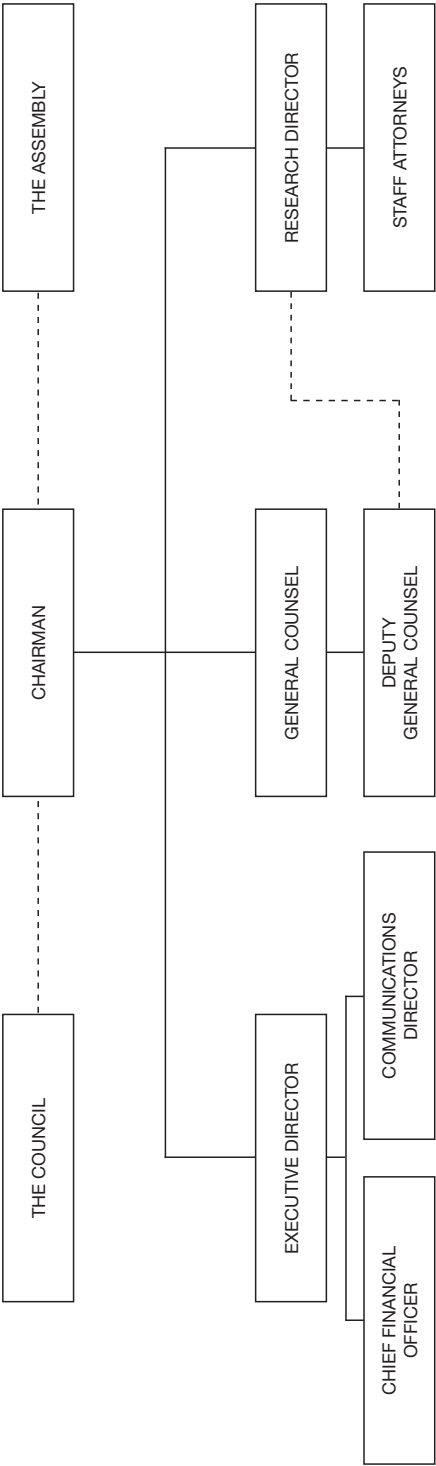 THE COUNCIL
CHAIRMAN
THE ASSEMBLY
EXECUTIVE DIRECTOR
GENERAL COUNSEL
RESEARCH DIRECTOR
CHIEF FINANCIAL
OFFICER
COMMUNICATIONS
DIRECTOR
DEPUTY
GENERAL COUNSEL
STAFF ATTORNEYS